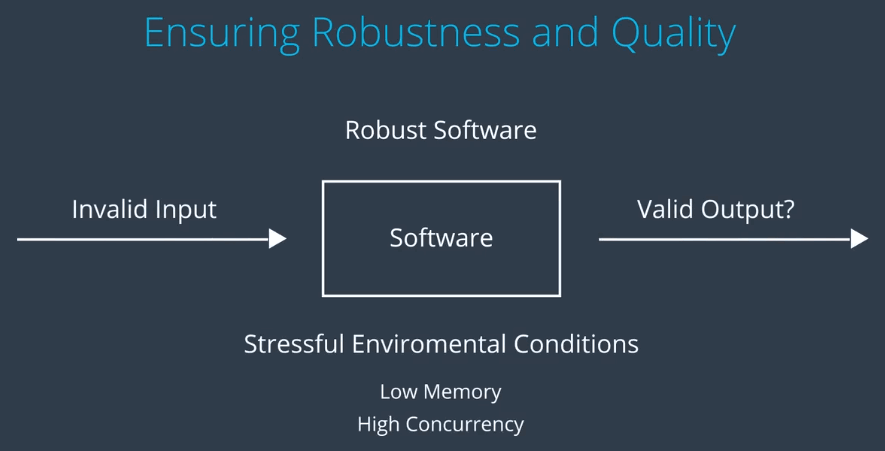 Ensuring Robustness and Quality
Robust Software
Invalid Input
Software
Valid Output?
Stressful Enviromental Conditions
Low Memory
High Concurrency